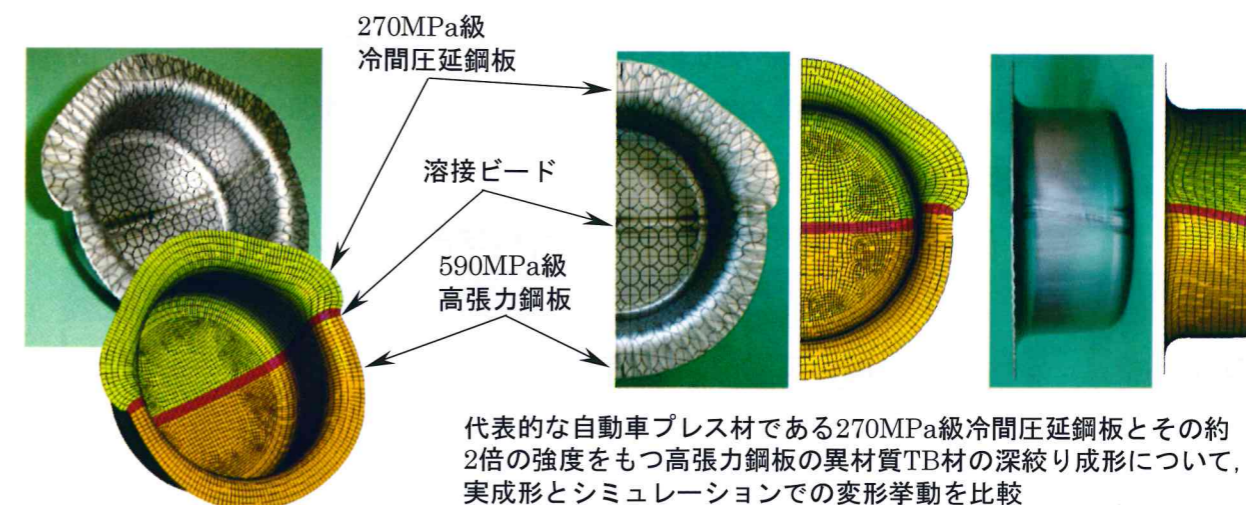 270MPa級
冷間圧延鋼板
溶接ビード
590MPa級
高張力鋼板
代表的な自動車プレス材である270MPa級冷間圧延鋼板とその約
2倍の強度をもつ高張力鋼板の異材質TB材の深絞り成形について,
実成形とシミュレーションでの変形挙動を比較